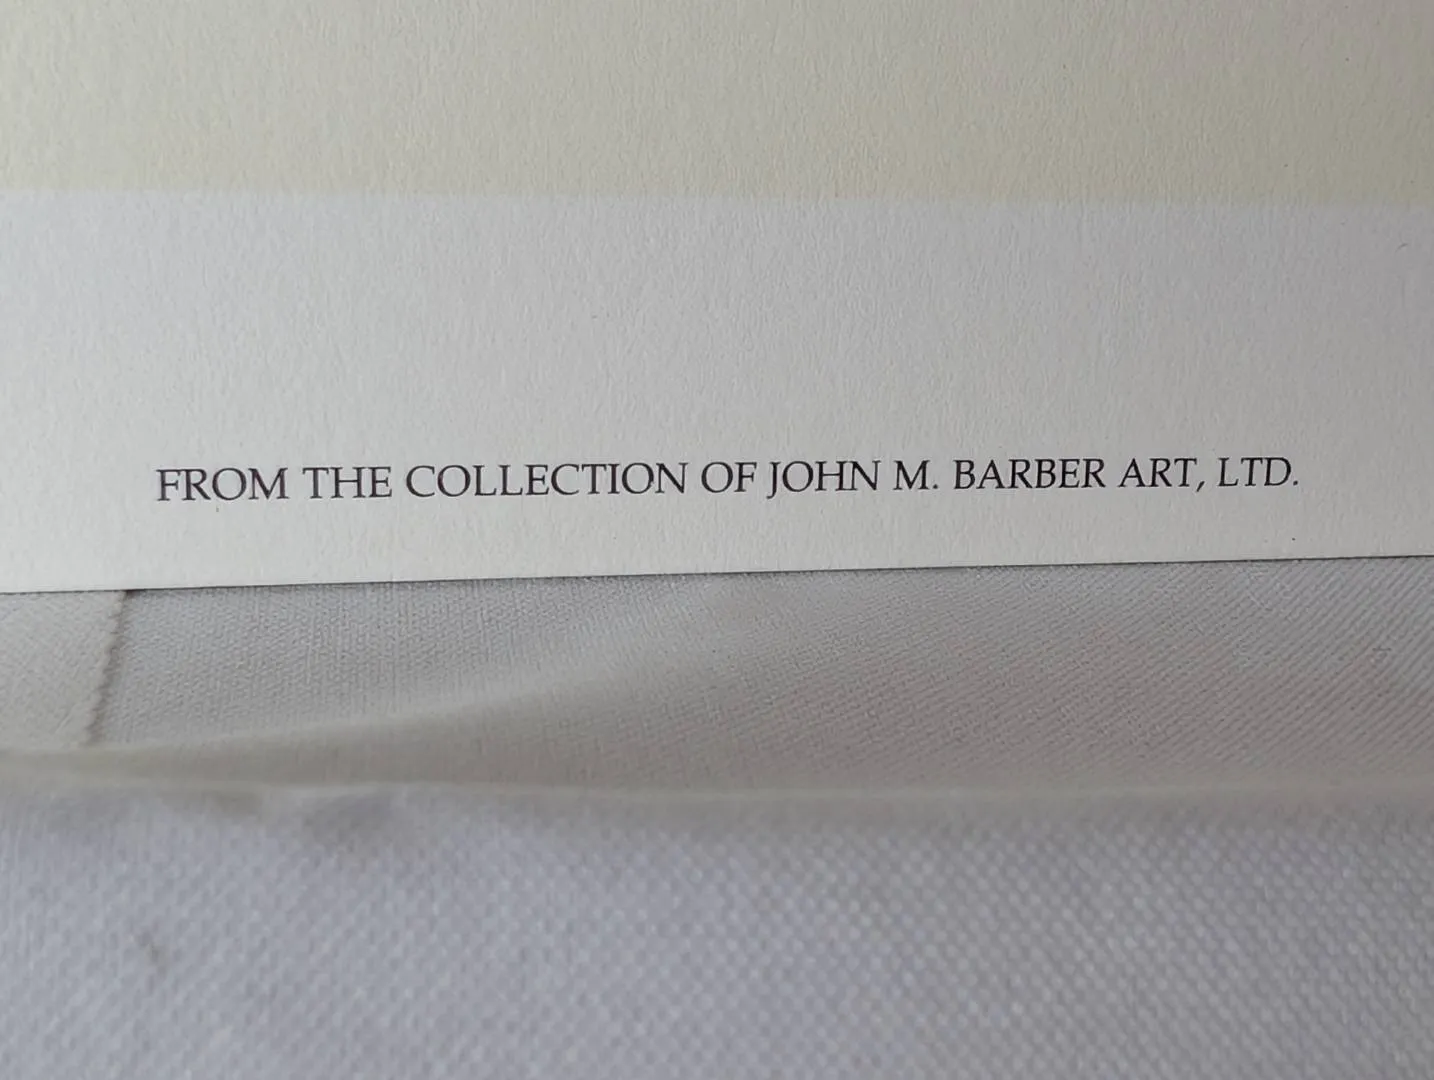 FROM THE COLLECTION OF JOHN M. BARBER ART, LTD.